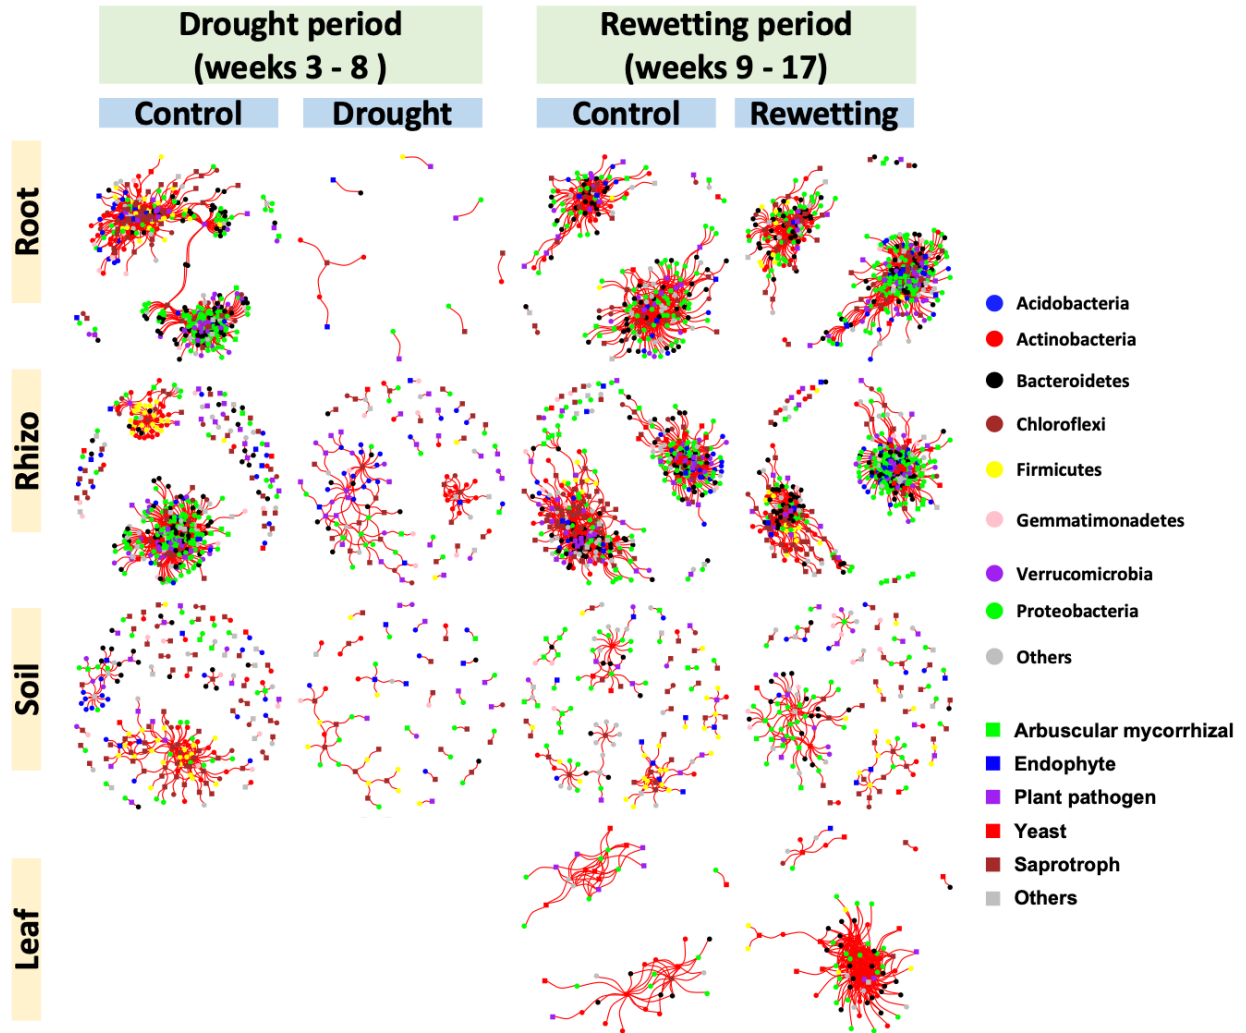 Drought period
(weeks 3 - 8 )
Rewetting period
(weeks 9 - 17)
Control
Drought
Control
Rewetting
Root
Rhizo
Soil
Leaf
Acidobacteria
Actinobacteria
Bacteroidetes
Chloroflexi
Firmicutes
Gemmatimonadetes
Verrucomicrobia
Proteobacteria
Others
Arbuscular mycorrhizal
Endophyte
Plant pathogen
Yeast
Saprotroph
Others